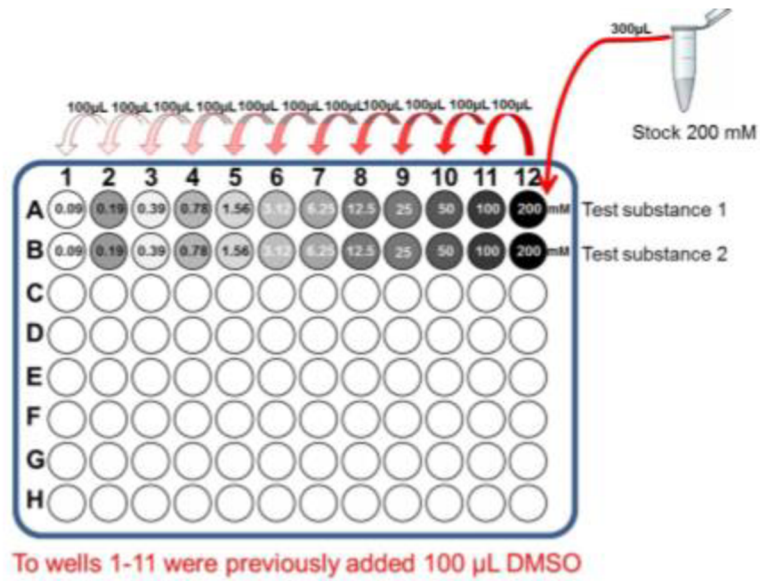 300µL
100µL 100µL 100µL 100µL 100µL 100µL 100µL 100µL 100µL 100µL 100µL
Stock 200 mM
1 2 3 4 5 6 7 8 9 10 11 12
A 0.09 0.19 0.39 0.78 1.56 3.12 6.25 12.5 25 50 100 200 mM Test substance 1
B 0.09 0.19 0.39 0.78 1.56 3.12 6.25 12.5 25 50 100 200 mM Test substance 2
C
D
E
F
G
H
To wells 1-11 were previously added 100 µL DMSO